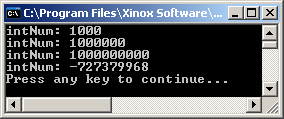 C:\Program Files\Xinox Software\...
intNum: 1000
intNum: 1000000
intNum: 1000000000
intNum: -727379968
Press any key to continue...